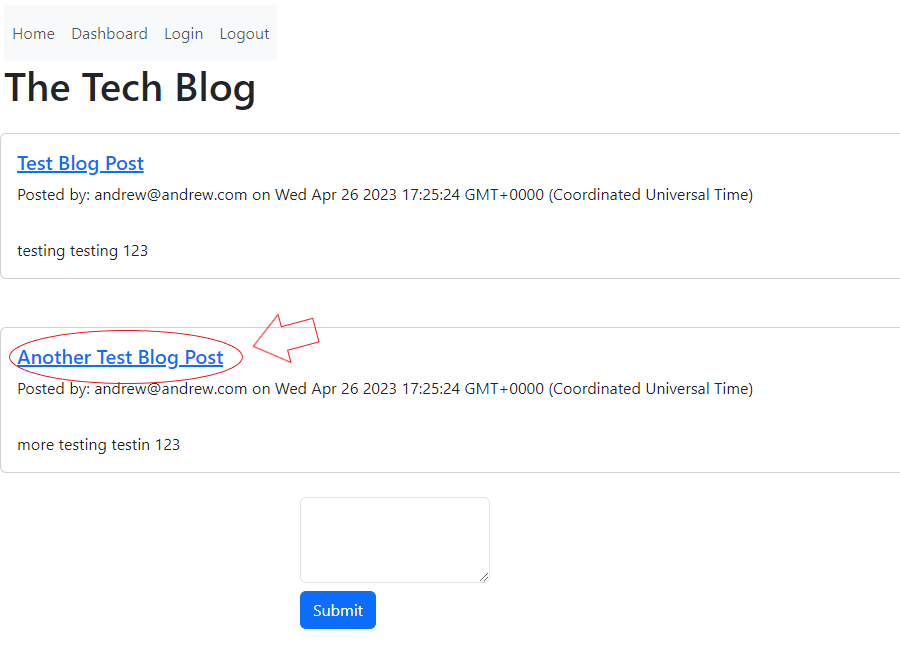 Home Dashboard Login Logout
The Tech Blog
Test Blog Post
Posted by: andrew@andrew.com on Wed Apr 26 2023 17:25:24 GMT+0000 (Coordinated Universal Time)
testing testing 123
Another Test Blog Post
Posted by: andrew@andrew.com on Wed Apr 26 2023 17:25:24 GMT+0000 (Coordinated Universal Time)
more testing testin 123
Submit